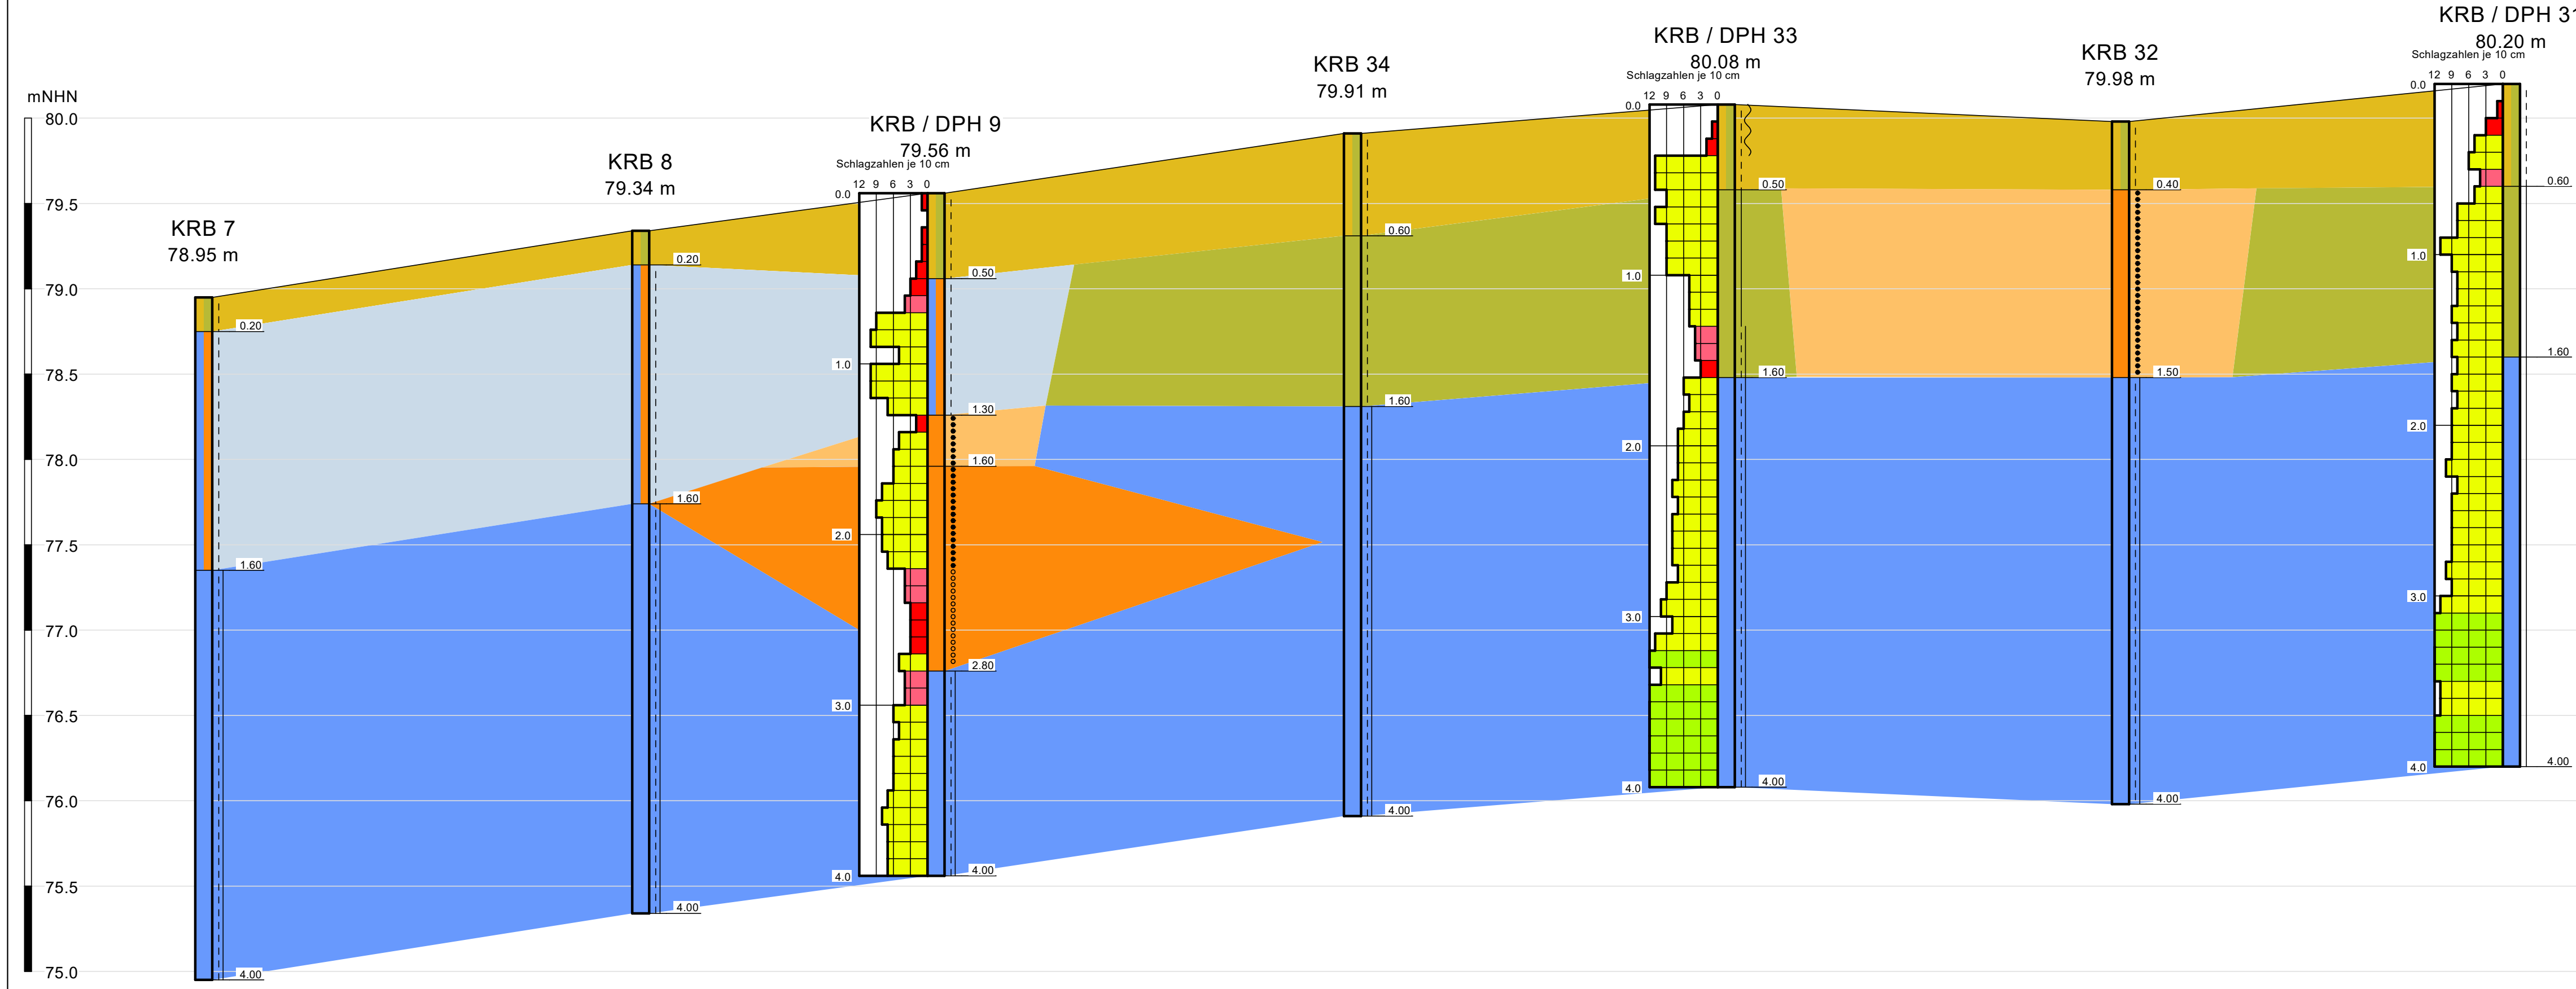 mNHN
80.0
79.5
79.0
78.5
78.0
77.5
77.0
76.5
76.0
75.5
75.0
KRB 7
78.95 m
0.20
1.60
4.00
KRB 8
79.34 m
0.20
1.60
4.00
KRB / DPH 9
79.56 m
Schlagzahlen je 10 cm
12 9 6 3 0
0.0
1.0
2.0
3.0
4.0
0.50
1.30
1.60
2.80
4.00
KRB 34
79.91 m
0.60
1.60
4.00
KRB / DPH 33
80.08 m
Schlagzahlen je 10 cm
12 9 6 3 0
0.0
1.0
2.0
3.0
4.0
0.50
1.60
4.00
KRB 32
79.98 m
0.40
1.50
4.00
KRB / DPH 31
80.20 m
Schlagzahlen je 10 cm
12 9 6 3 0
0.0
1.0
2.0
3.0
4.0
0.60
1.60
4.00